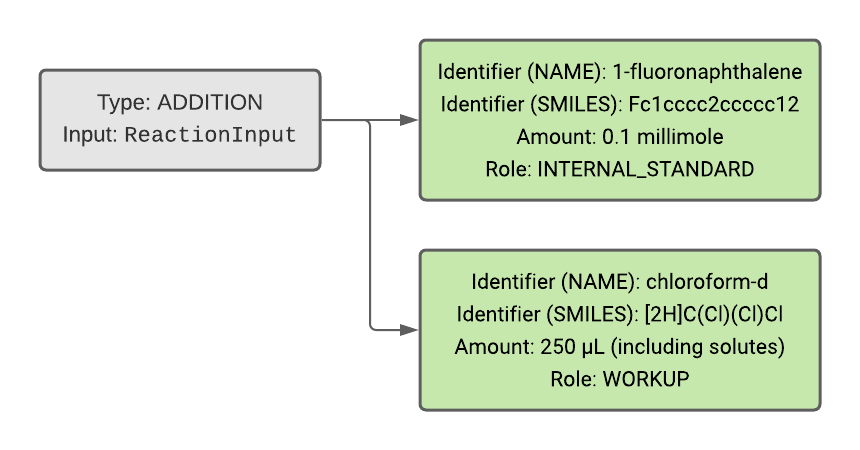 Type: ADDITION
Input: ReactionInput
Identifier (NAME): 1-fluoronaphthalene
Identifier (SMILES): Fc1cccc2ccccc12
Amount: 0.1 millimole
Role: INTERNAL_STANDARD
Identifier (NAME): chloroform-d
Identifier (SMILES): [2H]C(Cl)(Cl)Cl
Amount: 250 µL (including solutes)
Role: WORKUP